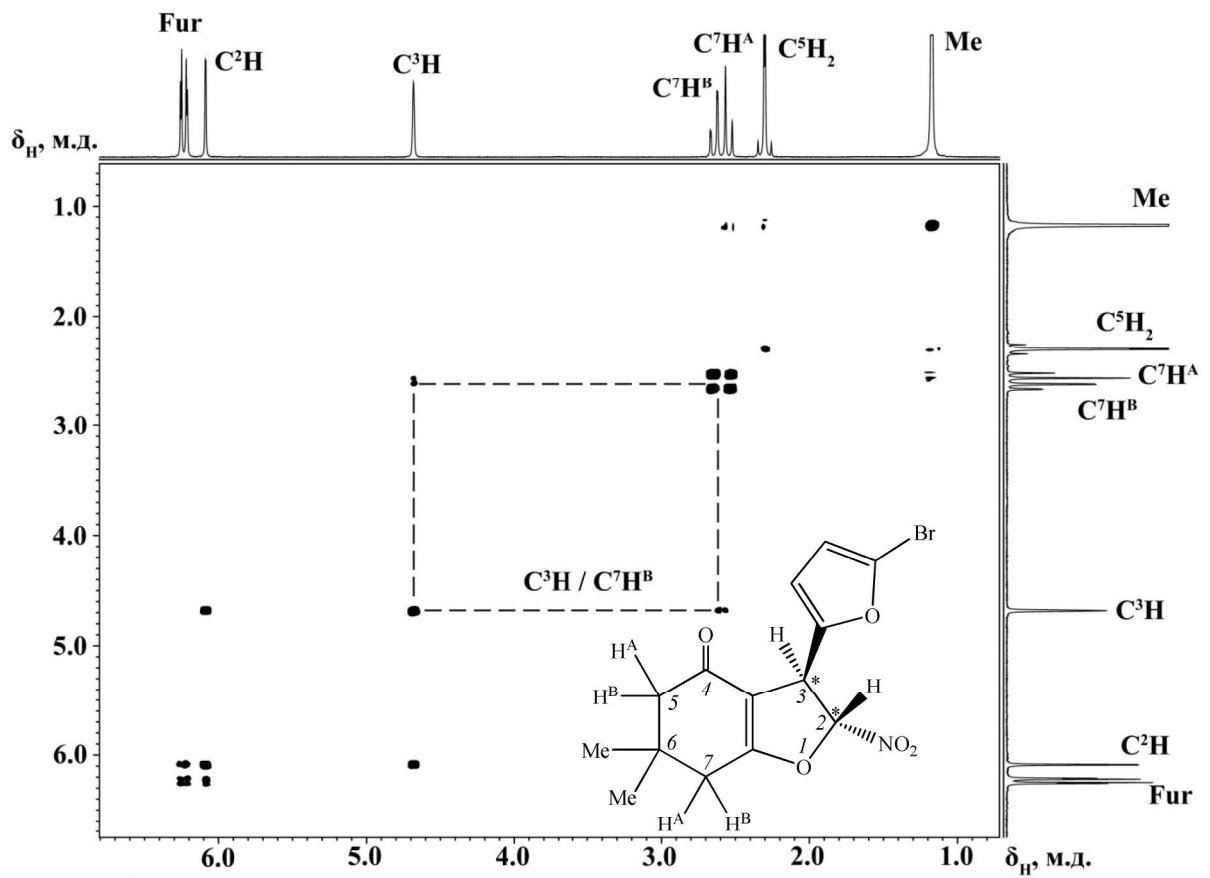 Fur
C²H
C³H
C⁷Hᴬ
C⁷Hᴮ
C⁵H₂
Me
δH, м.д.
1.0
2.0
3.0
4.0
5.0
6.0
Me
C⁵H₂
C⁷Hᴬ
C⁷Hᴮ
C³H
C²H
Fur
C³H / C⁷Hᴮ
Br
O
H
O
Hᴬ
4
3
*
H
Hᴮ
5
2
*
NO₂
Me
6
1
O
7
Me
Hᴬ
Hᴮ
6.0 5.0 4.0 3.0 2.0 1.0 δH, м.д.